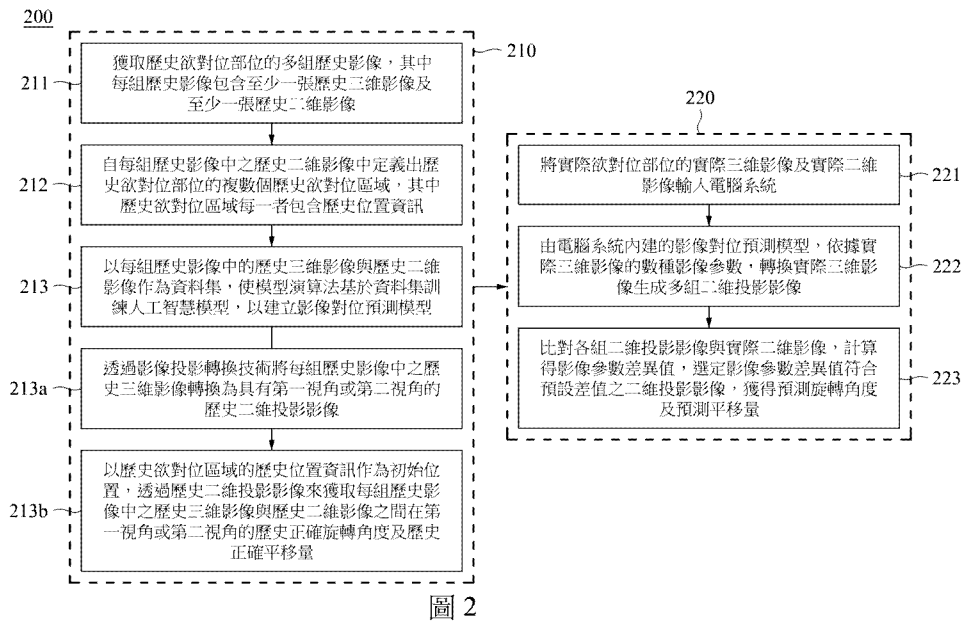 200
210
獲取歷史欲對位部位的多組歷史影像，其中
每組歷史影像包含至少一張歷史三維影像及
至少一張歷史二維影像
211
自每組歷史影像中之歷史二維影像中定義出歷
史欲對位部位的複數個歷史欲對位區域，其中
歷史欲對位區域每一者包含歷史位置資訊
212
以每組歷史影像中的歷史三維影像與歷史二維
影像作為資料集，使模型演算法基於資料集訓
練人工智慧模型，以建立影像對位預測模型
213
透過影像投影轉換技術將每組歷史影像中之歷
史三維影像轉換為具有第一視角或第二視角的
歷史二維投影影像
213a
以歷史欲對位區域的歷史位置資訊作為初始位
置，透過歷史二維投影影像來獲取每組歷史影
像中之歷史三維影像與歷史二維影像之間在第
一視角或第二視角的歷史正確旋轉角度及歷史
正確平移量
213b
220
將實際欲對位部位的實際三維影像及實際二維
影像輸入電腦系統
221
由電腦系統內建的影像對位預測模型，依據實
際三維影像的數種影像參數，轉換實際三維影
像生成多組二維投影影像
222
比對各組二維投影影像與實際二維影像，計算
得影像參數差異值，選定影像參數差異值符合
預設差值之二維投影影像，獲得預測旋轉角度
及預測平移量
223
圖 2